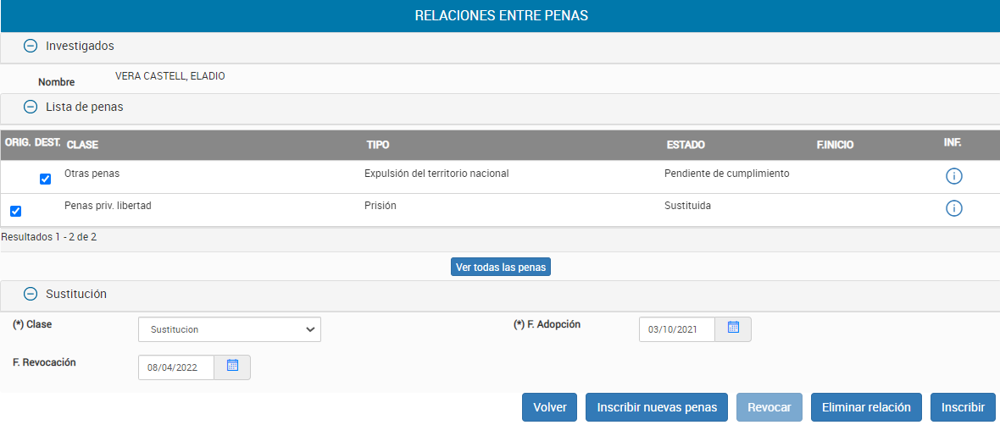 RELACIONES ENTRE PENAS
Investigados
Nombre VERA CASTELL, ELADIO
Lista de penas
ORIG. DEST. CLASE TIPO ESTADO F.INICIO INF.
Otras penas Expulsión del territorio nacional Pendiente de cumplimiento
Penas priv. libertad Prisión Sustituida
Resultados 1 - 2 de 2
Ver todas las penas
Sustitución
(*) Clase Sustitucion (*) F. Adopción 03/10/2021
F. Revocación 08/04/2022
Volver Inscribir nuevas penas Revocar Eliminar relación Inscribir